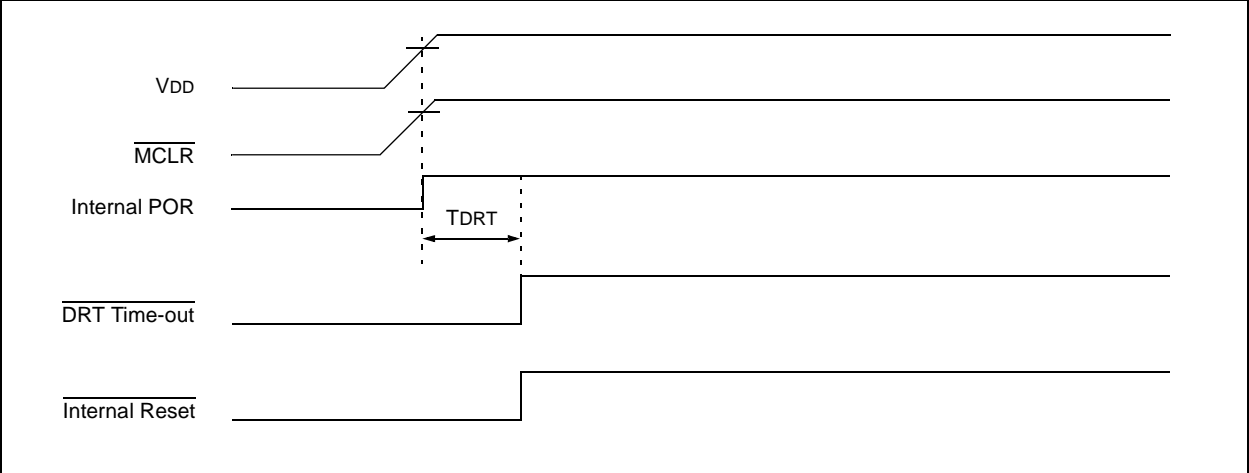 VDD
MCLR
Internal POR
TDRT
DRT Time-out
Internal Reset